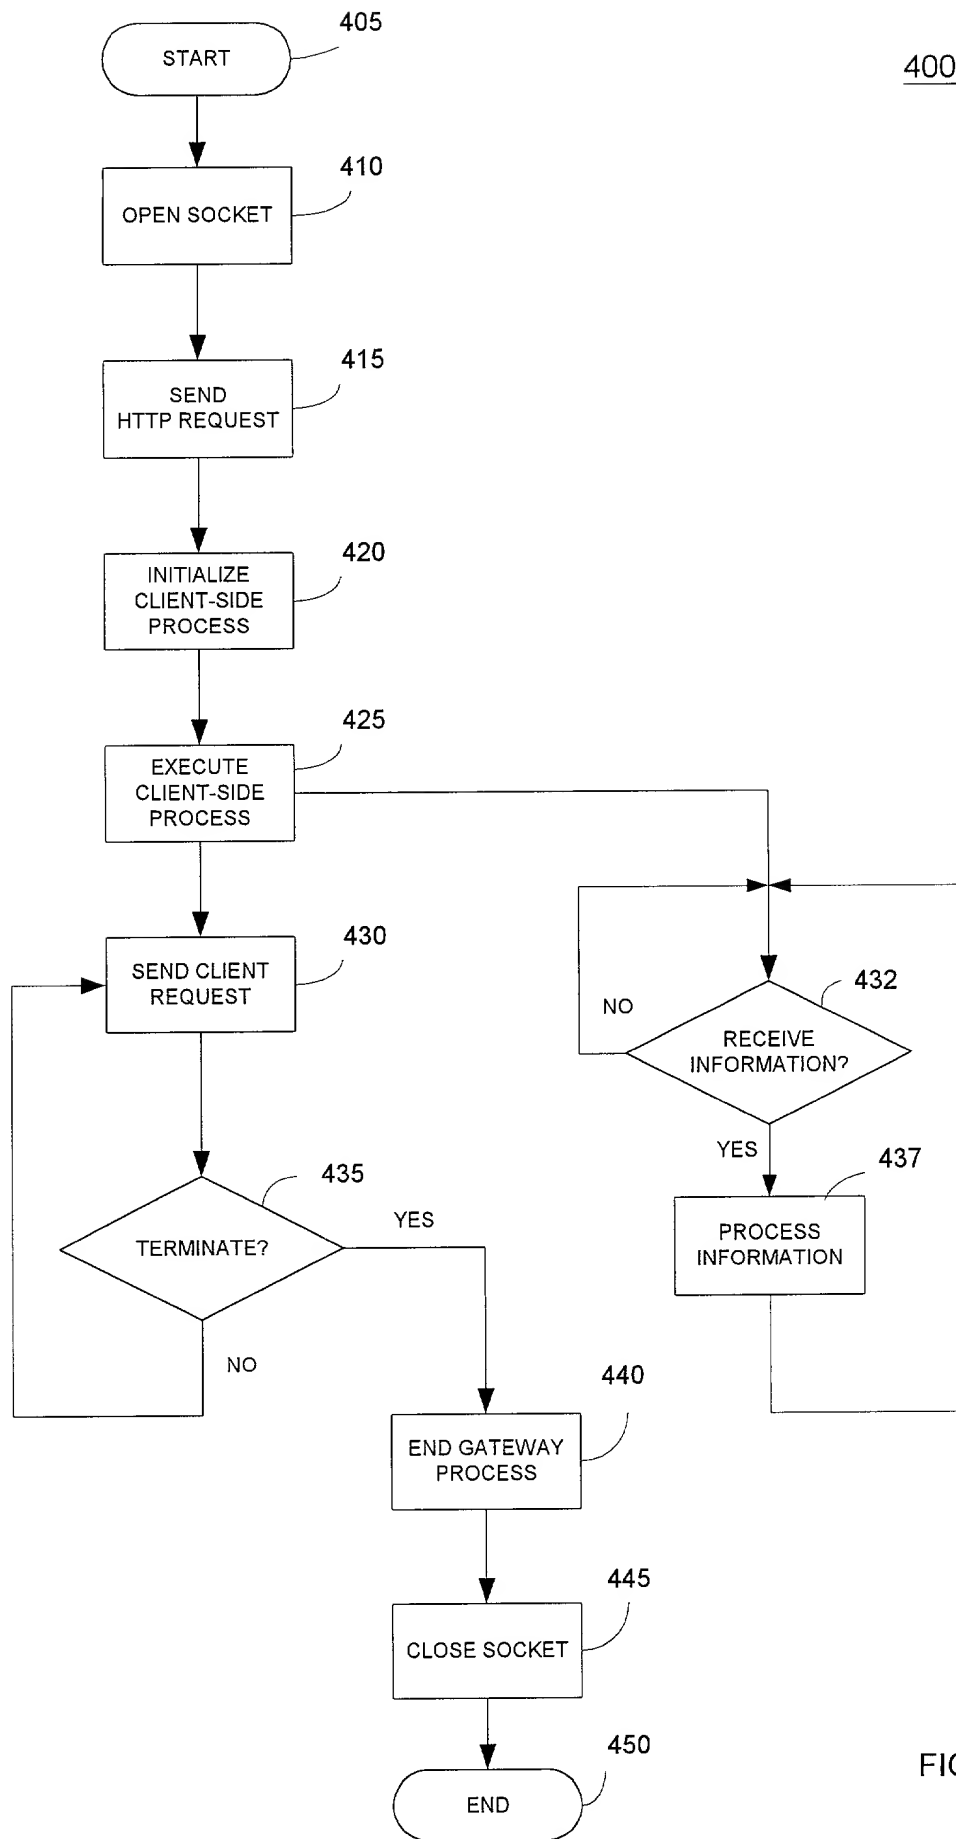 405
START
400
410
OPEN SOCKET
415
SEND
HTTP REQUEST
420
INITIALIZE
CLIENT-SIDE
PROCESS
425
EXECUTE
CLIENT-SIDE
PROCESS
430
SEND CLIENT
REQUEST
432
NO
RECEIVE
INFORMATION?
YES
437
PROCESS
INFORMATION
435
TERMINATE?
YES
NO
440
END GATEWAY
PROCESS
445
CLOSE SOCKET
450
END